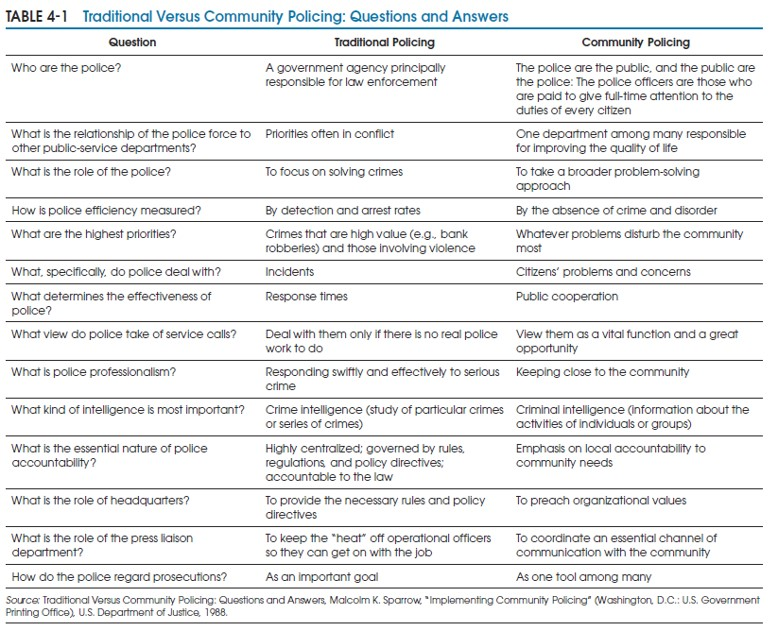 TABLE 4-1 Traditional Versus Community Policing: Questions and Answers
Question Traditional Policing Community Policing
Who are the police? A government agency principally The police are the public, and the public are
responsible for law enforcement the police: The police officers are those who
are paid to give full-time attention to the
duties of every citizen
What is the relationship of the police force to Priorities often in conflict One department among many responsible
other public-service departments? for improving the quality of life
What is the role of the police? To focus on solving crimes To take a broader problem-solving
approach
How is police efficiency measured? By detection and arrest rates By the absence of crime and disorder
What are the highest priorities? Crimes that are high value (e.g., bank Whatever problems disturb the community
robberies) and those involving violence most
What, specifically, do police deal with? Incidents Citizens' problems and concerns
What determines the effectiveness of Response times Public cooperation
police?
What view do police take of service calls? Deal with them only if there is no real police View them as a vital function and a great
work to do opportunity
What is police professionalism? Responding swiftly and effectively to serious Keeping close to the community
crime
What kind of intelligence is most important? Crime intelligence (study of particular crimes Criminal intelligence (information about the
or series of crimes) activities of individuals or groups)
What is the essential nature of police Highly centralized; governed by rules, Emphasis on local accountability to
accountability? regulations, and policy directives; community needs
accountable to the law
What is the role of headquarters? To provide the necessary rules and policy To preach organizational values
directives
What is the role of the press liaison To keep the "heat" off operational officers To coordinate an essential channel of
department? so they can get on with the job communication with the community
How do the police regard prosecutions? As an important goal As one tool among many
Source: Traditional Versus Community Policing: Questions and Answers, Malcolm K. Sparrow, "Implementing Community Policing" (Washington, D.C.: U.S. Government
Printing Office), U.S. Department of Justice, 1988.